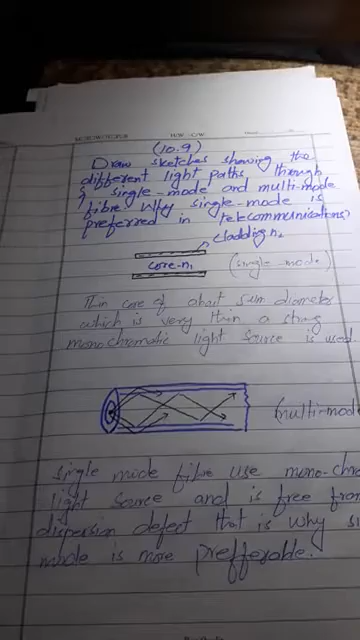 (10.9)
Draw sketches showing the
different light paths through
single-mode and multi-mode
fibre. Why single-mode is
preferred in telecommunications?
cladding n₂
core-n₁ (single-mode)
Thin core of about 5um diameter
which is very thin a strong
monochromatic light source is used.
(multi-mod
single mode fibre use mono-chro
light source and is free from
dispersion defect that is why si
mode is more prefferable.